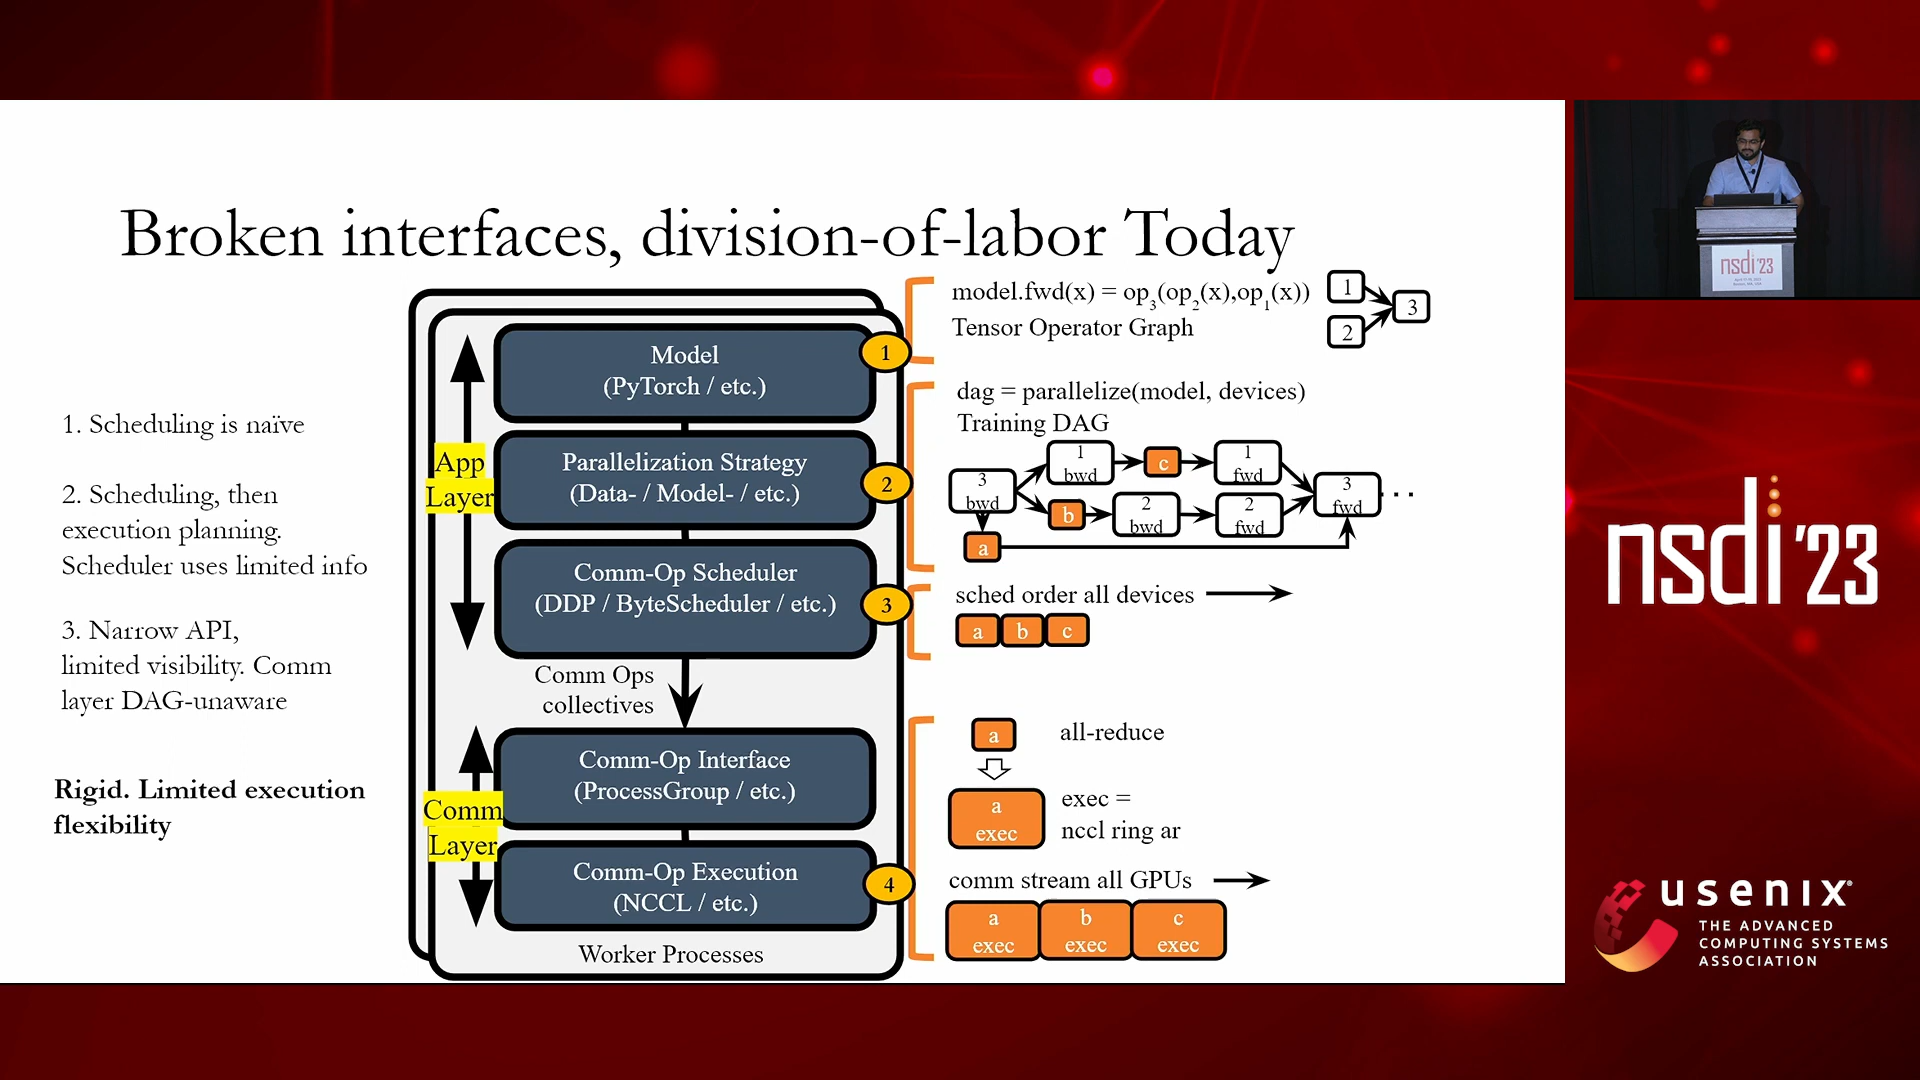 Broken interfaces, division-of-labor Today
1. Scheduling is naïve
2. Scheduling, then
execution planning.
Scheduler uses limited info
3. Narrow API,
limited visibility. Comm
layer DAG-unaware
Rigid. Limited execution
flexibility
App
Layer
Model
(PyTorch / etc.)
1
Parallelization Strategy
(Data- / Model- / etc.)
2
Comm-Op Scheduler
(DDP / ByteScheduler / etc.)
3
Comm Ops
collectives
Comm
Layer
Comm-Op Interface
(ProcessGroup / etc.)
Comm-Op Execution
(NCCL / etc.)
4
Worker Processes
model.fwd(x) = op3(op2(x),op1(x))
Tensor Operator Graph
1
2
3
dag = parallelize(model, devices)
Training DAG
3
bwd
1
bwd
c
1
fwd
b
2
bwd
2
fwd
3
fwd
...
a
sched order all devices
a b c
a
all-reduce
a
exec
exec =
nccl ring ar
comm stream all GPUs
a
exec
b
exec
c
exec
nsdi'23
nsdi'23
usenix®
THE ADVANCED
COMPUTING SYSTEMS
ASSOCIATION